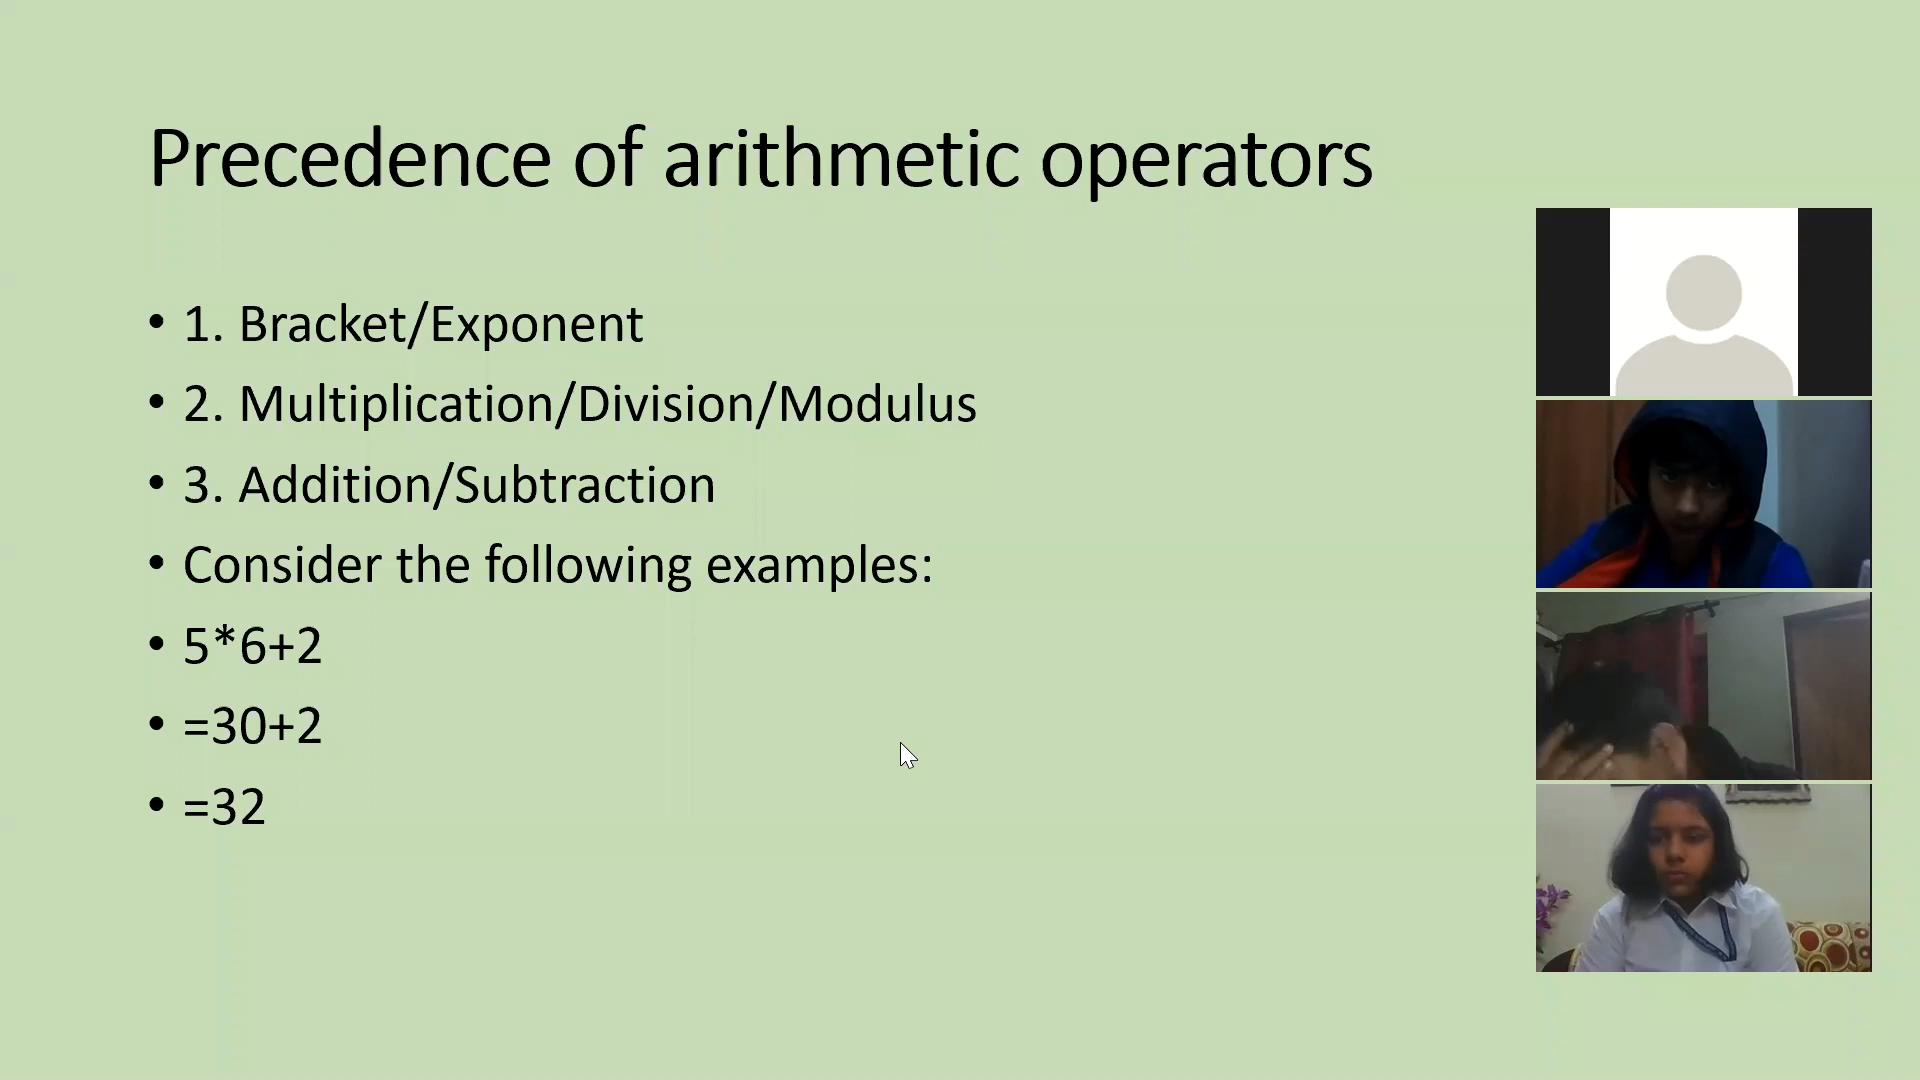 Precedence of arithmetic operators
• 1. Bracket/Exponent
• 2. Multiplication/Division/Modulus
• 3. Addition/Subtraction
• Consider the following examples:
• 5*6+2
• =30+2
• =32